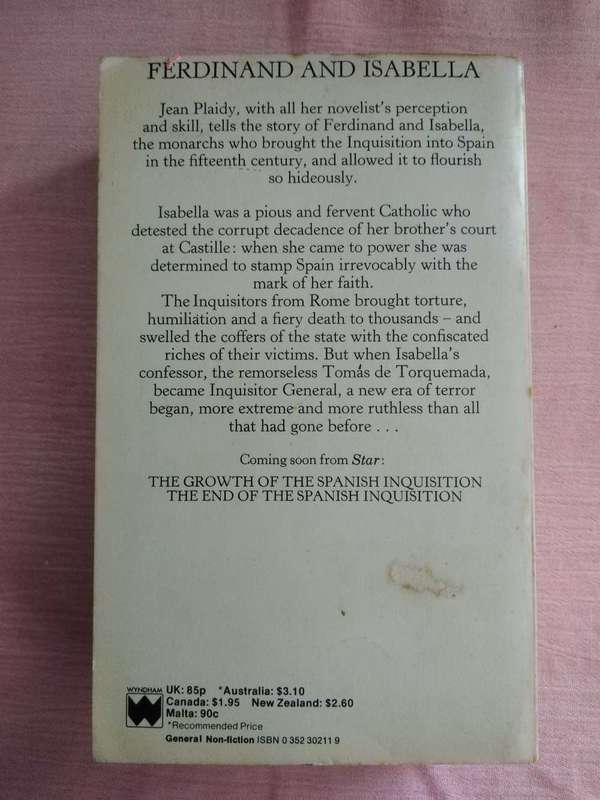 FERDINAND AND ISABELLA
Jean Plaidy, with all her novelist's perception
and skill, tells the story of Ferdinand and Isabella,
the monarchs who brought the Inquisition into Spain
in the fifteenth century, and allowed it to flourish
so hideously.
Isabella was a pious and fervent Catholic who
detested the corrupt decadence of her brother's court
at Castille: when she came to power she was
determined to stamp Spain irrevocably with the
mark of her faith.
The Inquisitors from Rome brought torture,
humiliation and a fiery death to thousands – and
swelled the coffers of the state with the confiscated
riches of their victims. But when Isabella's
confessor, the remorseless Tomás de Torquemada,
became Inquisitor General, a new era of terror
began, more extreme and more ruthless than all
that had gone before . . .
Coming soon from Star:
THE GROWTH OF THE SPANISH INQUISITION
THE END OF THE SPANISH INQUISITION
WYNDHAM
UK: 85p *Australia: $3.10
Canada: $1.95 New Zealand: $2.60
Malta: 90c
*Recommended Price
General Non-fiction ISBN 0 352 30211 9